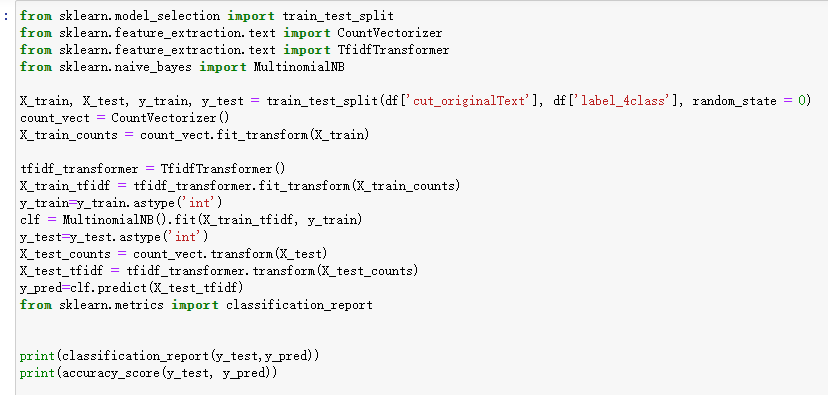 :
from sklearn.model_selection import train_test_split
from sklearn.feature_extraction.text import CountVectorizer
from sklearn.feature_extraction.text import TfidfTransformer
from sklearn.naive_bayes import MultinomialNB
X_train, X_test, y_train, y_test = train_test_split(df['cut_originalText'], df['label_4class'], random_state = 0)
count_vect = CountVectorizer()
X_train_counts = count_vect.fit_transform(X_train)
tfidf_transformer = TfidfTransformer()
X_train_tfidf = tfidf_transformer.fit_transform(X_train_counts)
y_train=y_train.astype('int')
clf = MultinomialNB().fit(X_train_tfidf, y_train)
y_test=y_test.astype('int')
X_test_counts = count_vect.transform(X_test)
X_test_tfidf = tfidf_transformer.transform(X_test_counts)
y_pred=clf.predict(X_test_tfidf)
from sklearn.metrics import classification_report
print(classification_report(y_test,y_pred))
print(accuracy_score(y_test, y_pred))